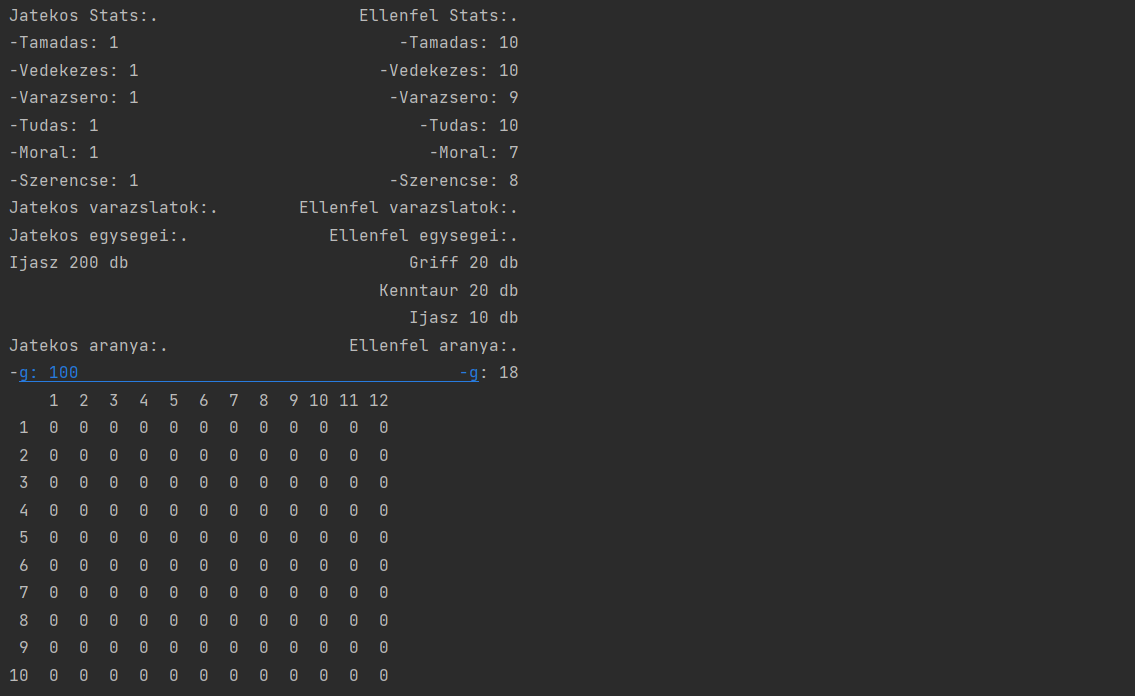 Jatekos Stats:.                    Ellenfel Stats:.
-Tamadas: 1                            -Tamadas: 10
-Vedekezes: 1                        -Vedekezes: 10
-Varazsero: 1                         -Varazsero: 9
-Tudas: 1                                -Tudas: 10
-Moral: 1                                 -Moral: 7
-Szerencse: 1                         -Szerencse: 8
Jatekos varazslatok:.        Ellenfel varazslatok:.
Jatekos egysegei:.              Ellenfel egysegei:.
Ijasz 200 db                            Griff 20 db
                                     Kenntaur 20 db
                                        Ijasz 10 db
Jatekos aranya:.                  Ellenfel aranya:.
-g: 100                                      -g: 18
    1  2  3  4  5  6  7  8  9 10 11 12
 1  0  0  0  0  0  0  0  0  0  0  0  0
 2  0  0  0  0  0  0  0  0  0  0  0  0
 3  0  0  0  0  0  0  0  0  0  0  0  0
 4  0  0  0  0  0  0  0  0  0  0  0  0
 5  0  0  0  0  0  0  0  0  0  0  0  0
 6  0  0  0  0  0  0  0  0  0  0  0  0
 7  0  0  0  0  0  0  0  0  0  0  0  0
 8  0  0  0  0  0  0  0  0  0  0  0  0
 9  0  0  0  0  0  0  0  0  0  0  0  0
10  0  0  0  0  0  0  0  0  0  0  0  0